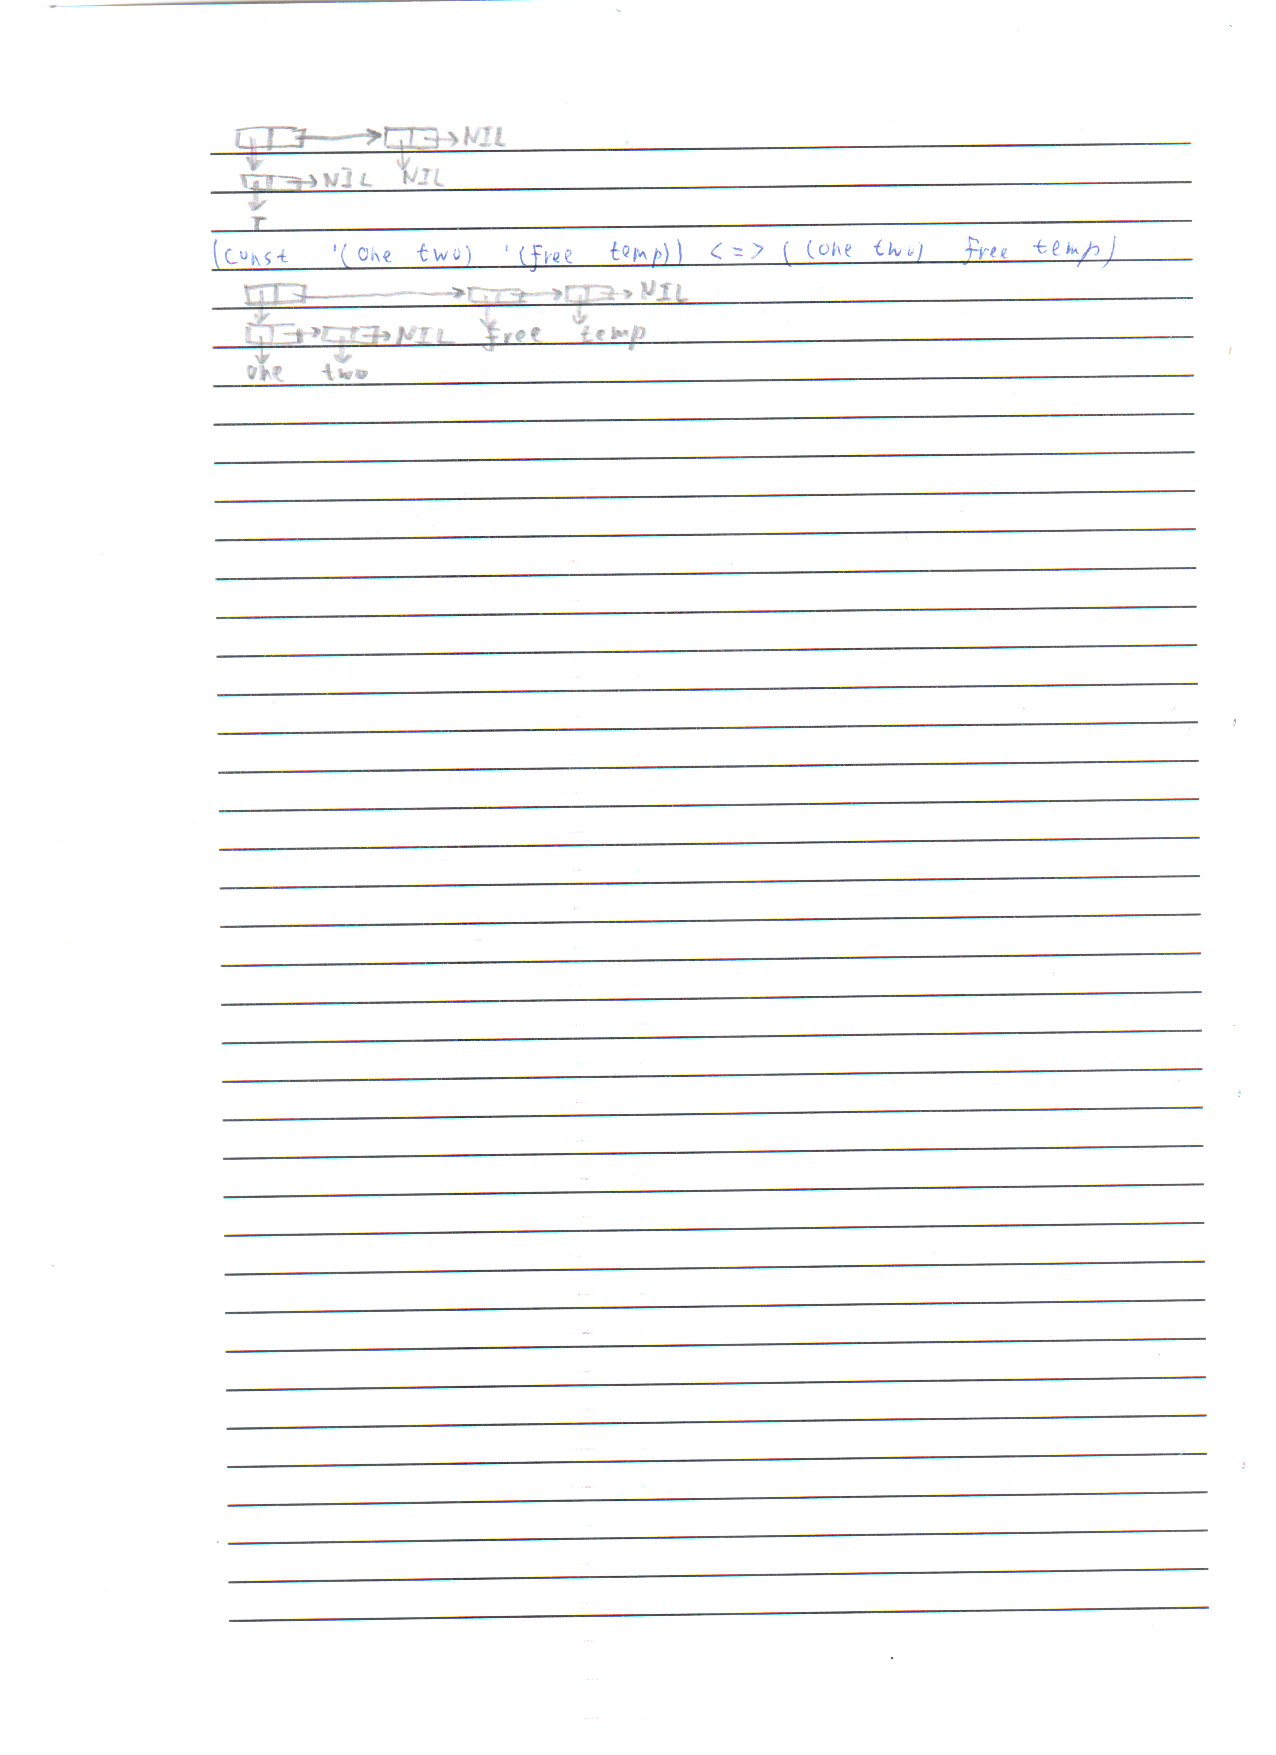 → NIL
→ NIL NIL
T
(const '(one two) '(free temp)) <=> ((one two) free temp)
→ → → NIL
→ → NIL free temp
one two